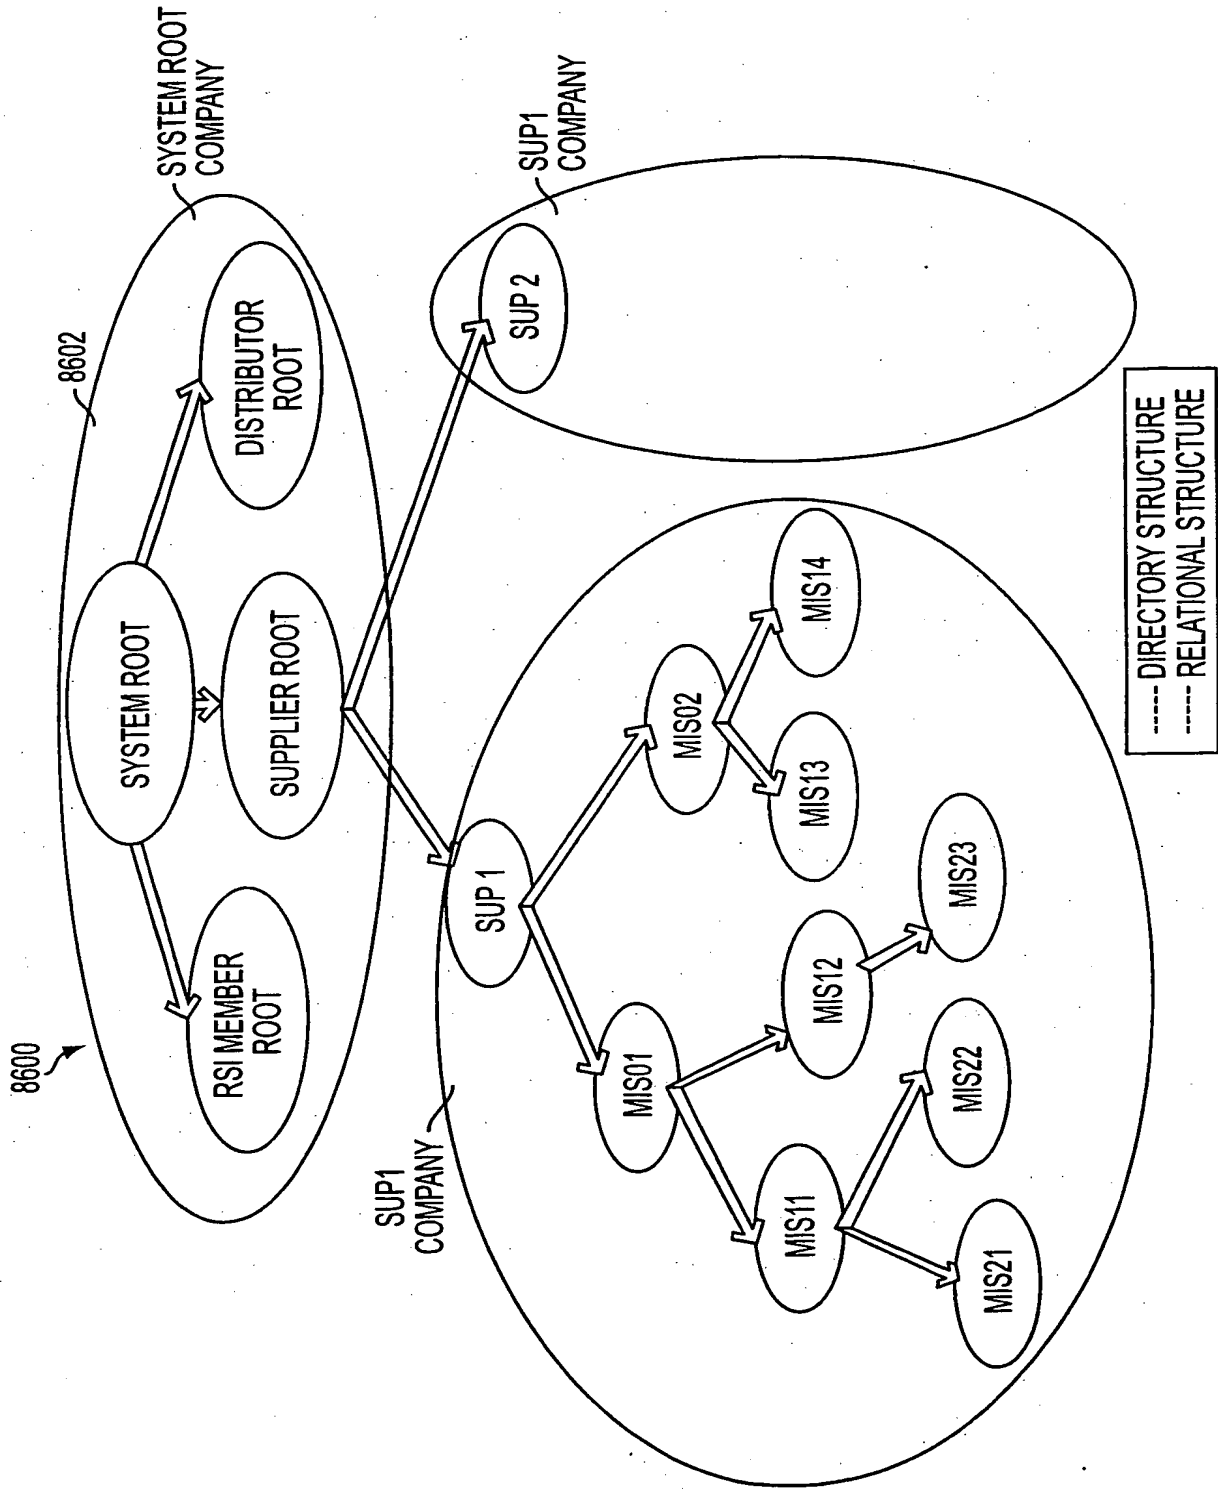 8600
8602
SYSTEM ROOT
COMPANY
SYSTEM ROOT
RSI MEMBER
ROOT
SUPPLIER ROOT
DISTRIBUTOR
ROOT
SUP1
COMPANY
SUP1
COMPANY
SUP 1
SUP 2
MIS01
MIS02
MIS11
MIS12
MIS13
MIS14
MIS21
MIS22
MIS23
------ DIRECTORY STRUCTURE
------ RELATIONAL STRUCTURE